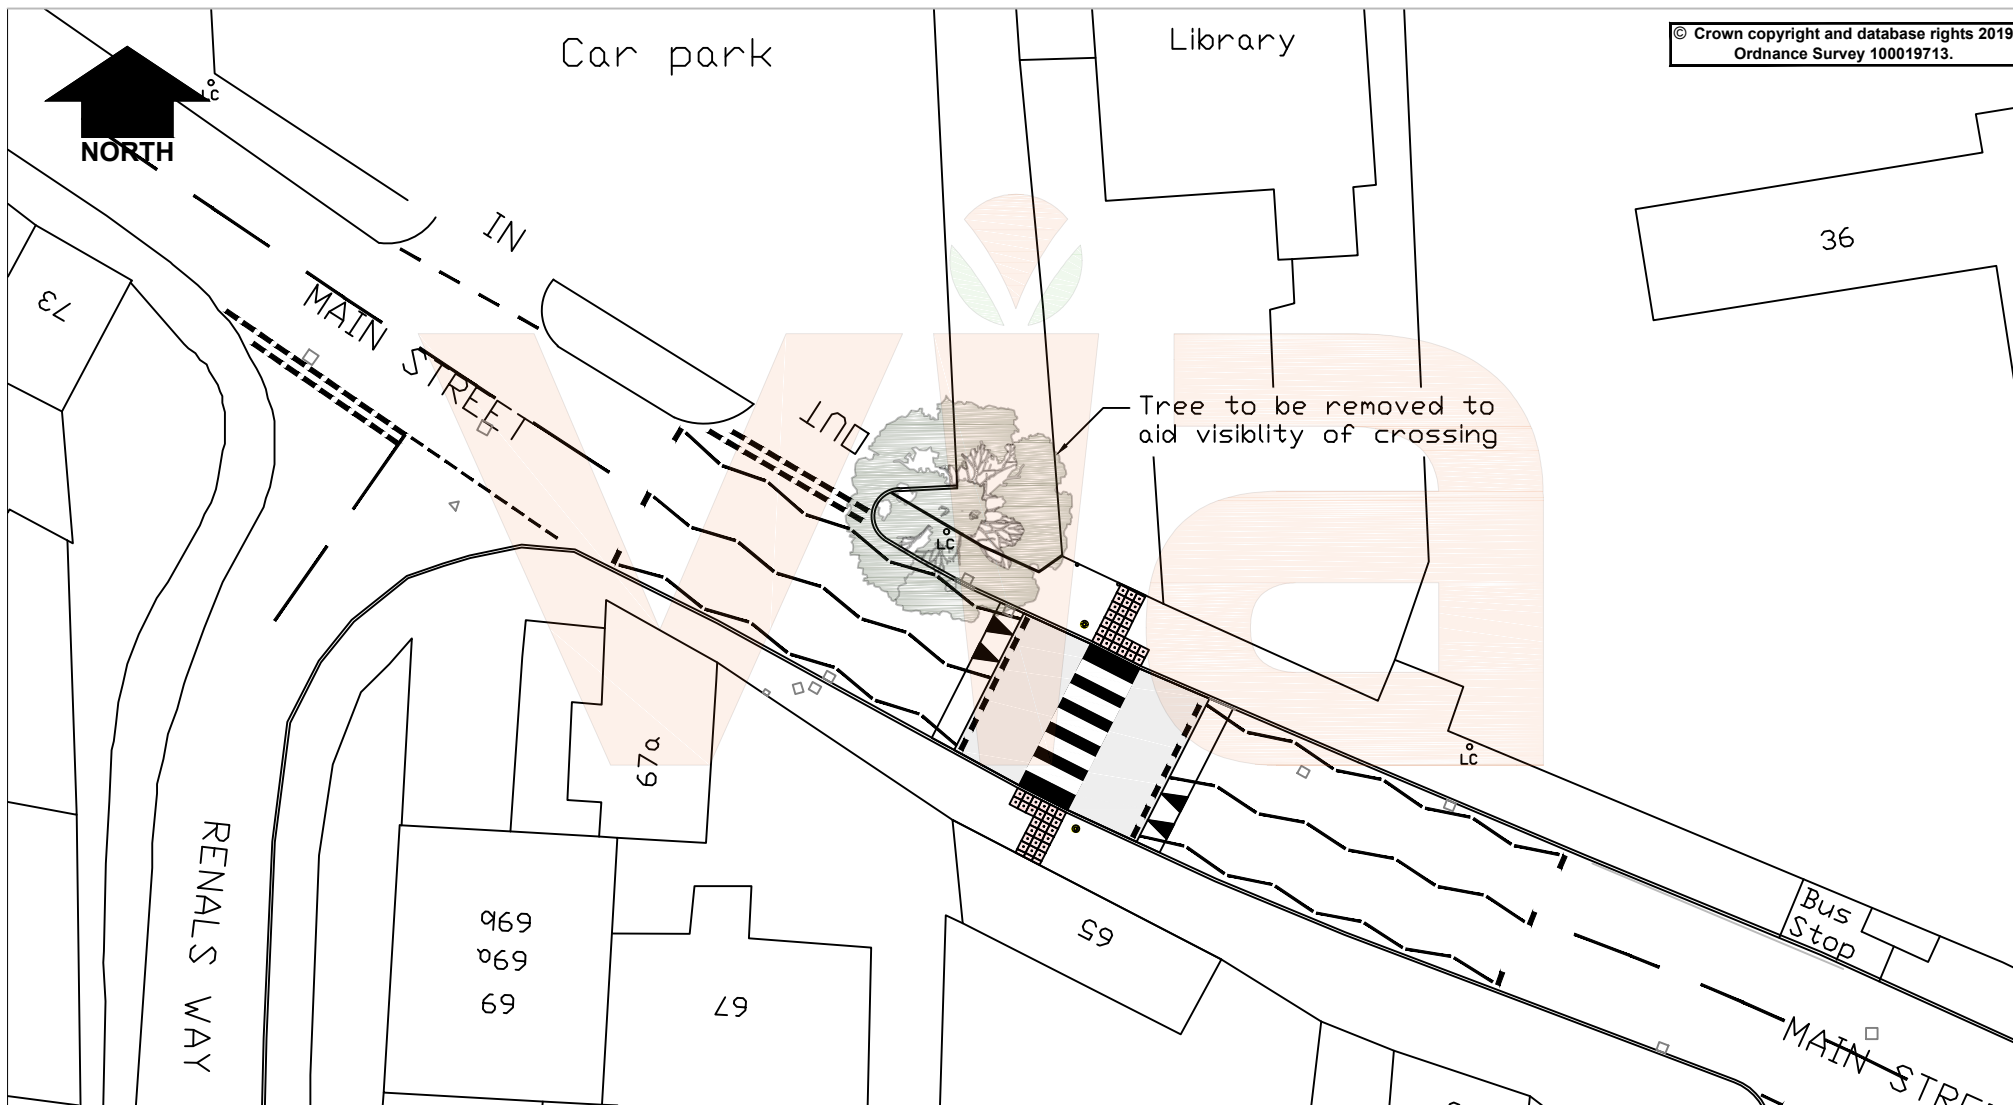 Car park
Library
© Crown copyright and database rights 2019
Ordnance Survey 100019713.
LC
NORTH
IN
36
73
MAIN STREET
OUT
Tree to be removed to
aid visiblity of crossing
via
LC
67a
LC
RENALS WAY
69b
69a
69
67
65
Bus
Stop
MAIN STRE